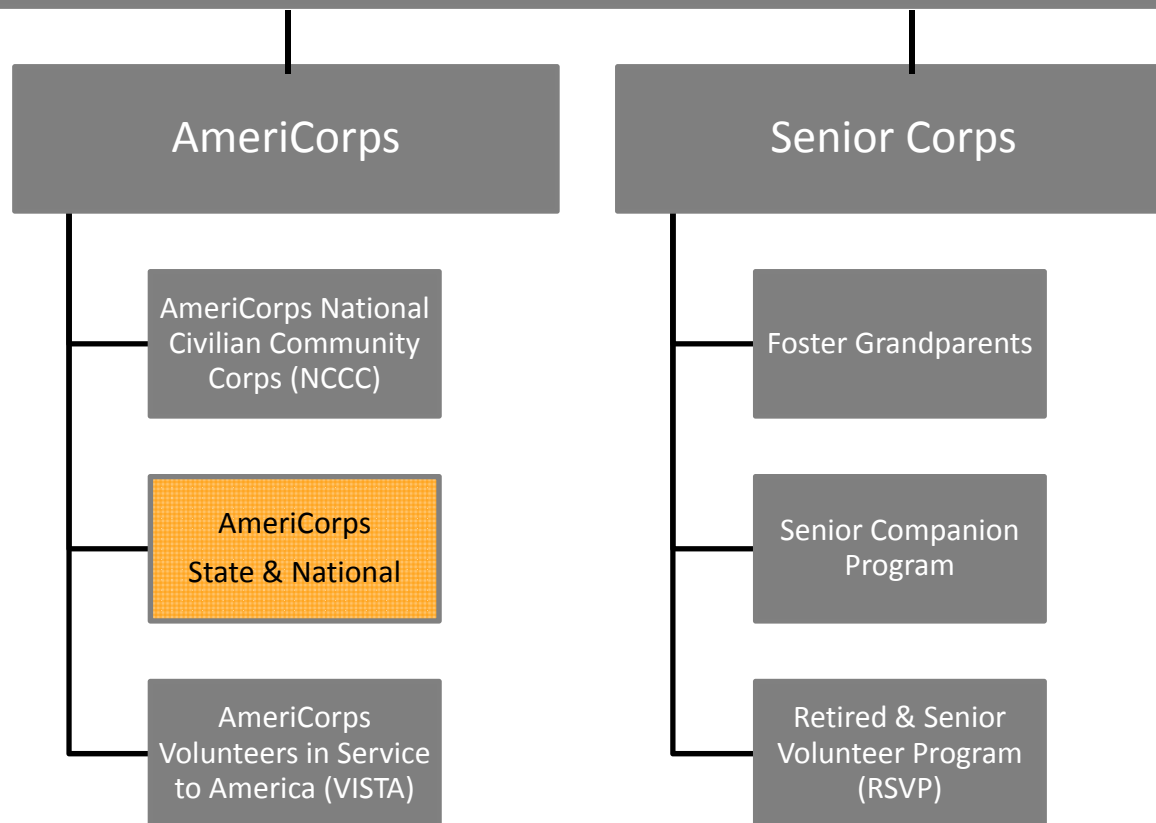 AmeriCorps
Senior Corps
AmeriCorps National
Civilian Community
Corps (NCCC)
Foster Grandparents
AmeriCorps
State & National
Senior Companion
Program
AmeriCorps
Volunteers in Service
to America (VISTA)
Retired & Senior
Volunteer Program
(RSVP)